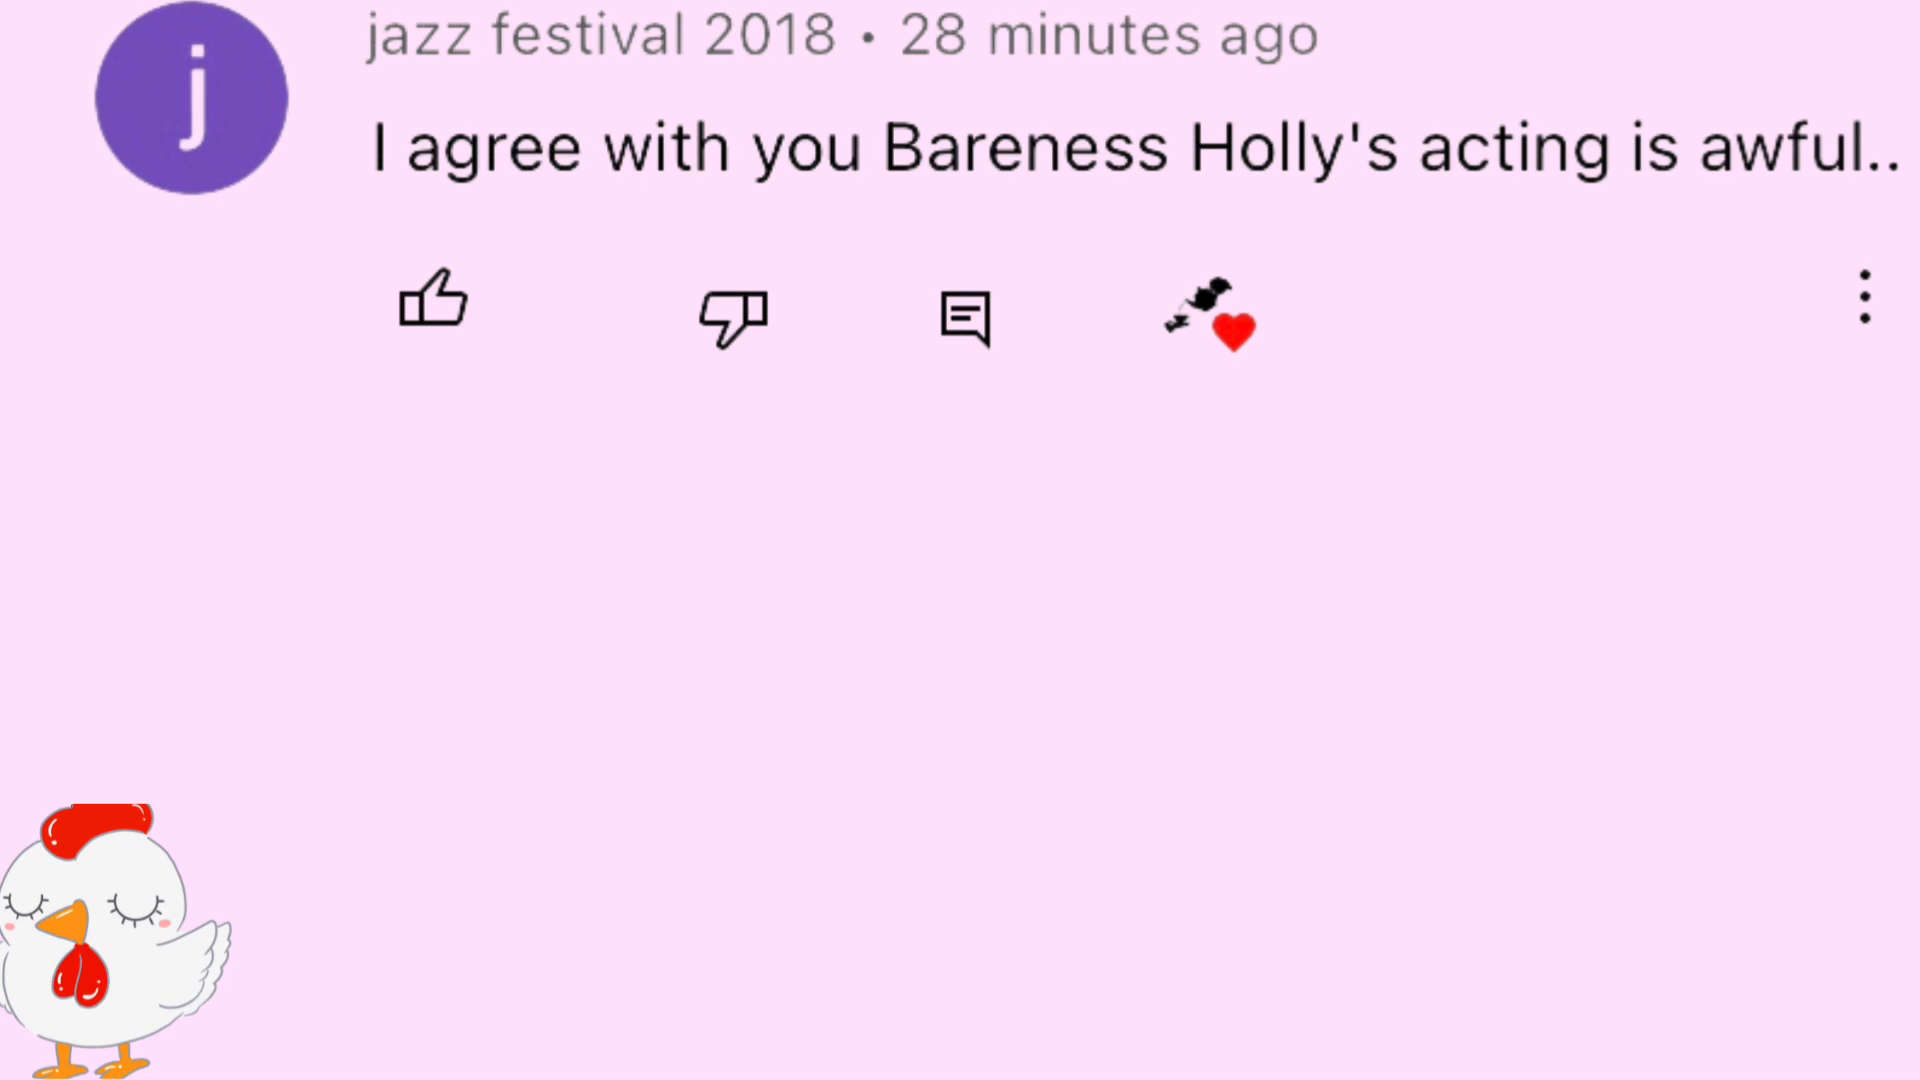 j
jazz festival 2018 • 28 minutes ago
I agree with you Bareness Holly's acting is awful..